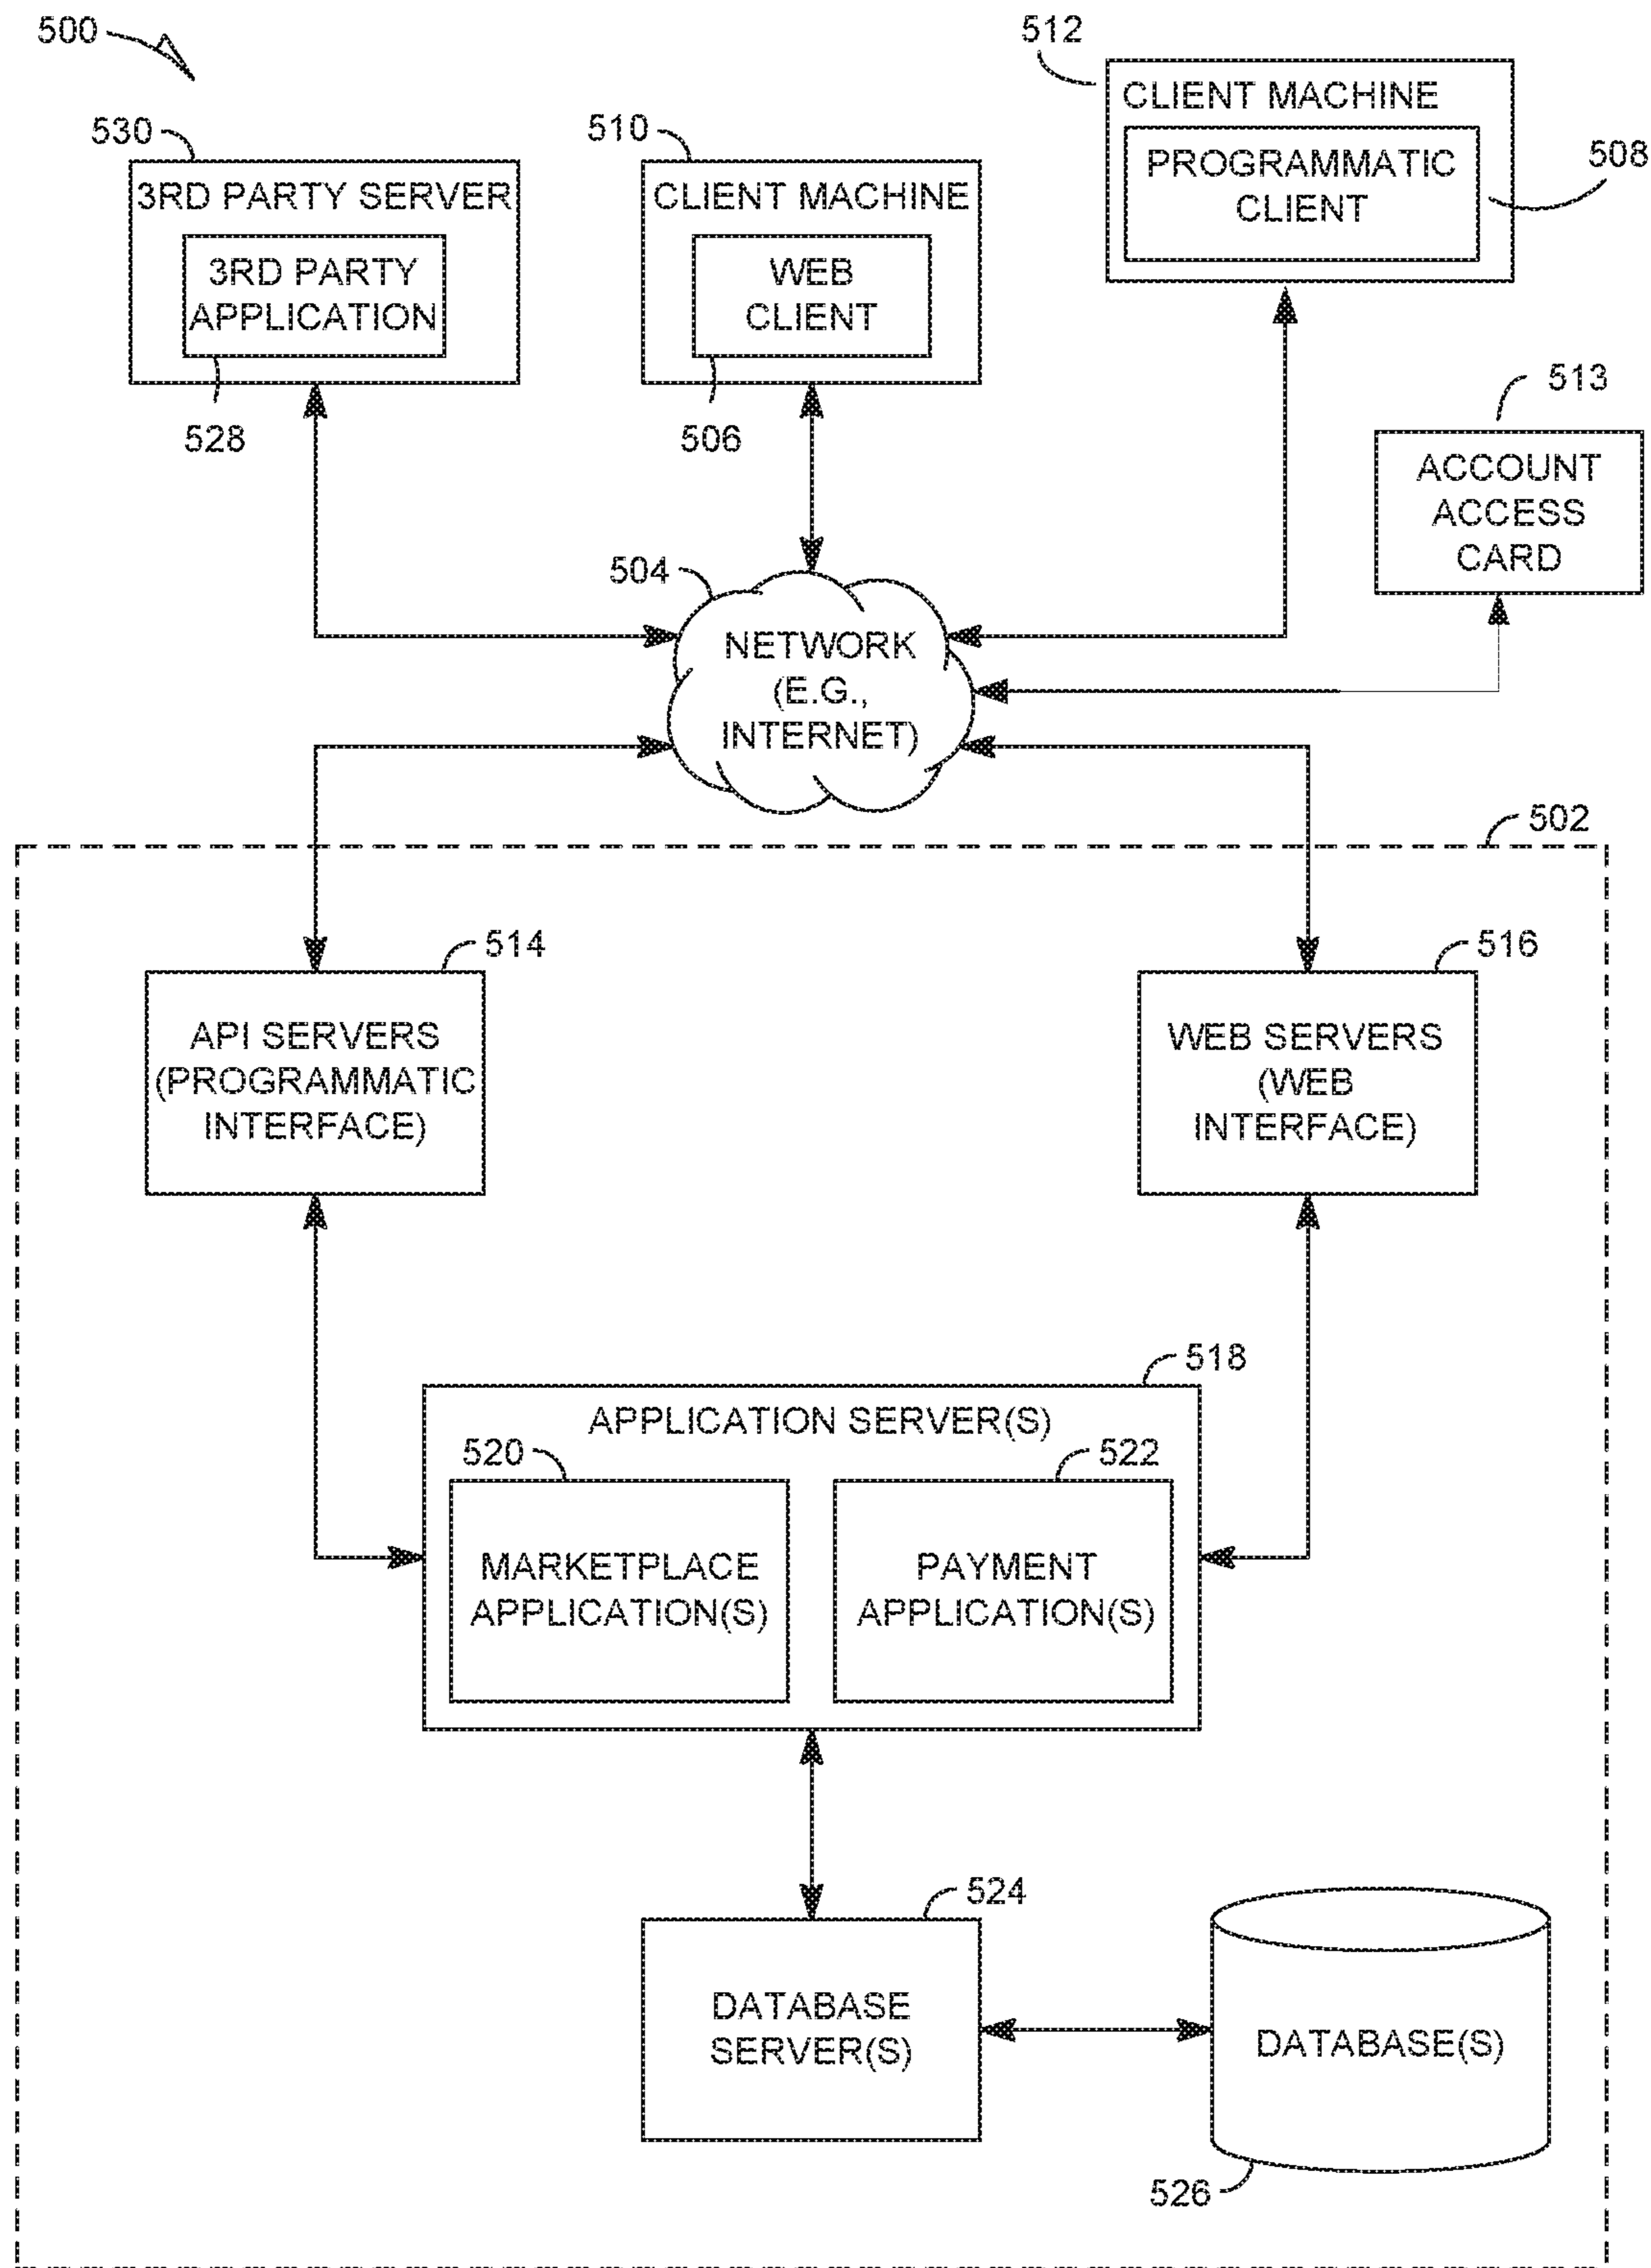 500
512
CLIENT MACHINE
PROGRAMMATIC
CLIENT
508
530
3RD PARTY SERVER
3RD PARTY
APPLICATION
528
510
CLIENT MACHINE
WEB
CLIENT
506
513
ACCOUNT
ACCESS
CARD
504
NETWORK
(E.G.,
INTERNET)
502
514
API SERVERS
(PROGRAMMATIC
INTERFACE)
516
WEB SERVERS
(WEB
INTERFACE)
518
APPLICATION SERVER(S)
520
MARKETPLACE
APPLICATION(S)
522
PAYMENT
APPLICATION(S)
524
DATABASE
SERVER(S)
DATABASE(S)
526